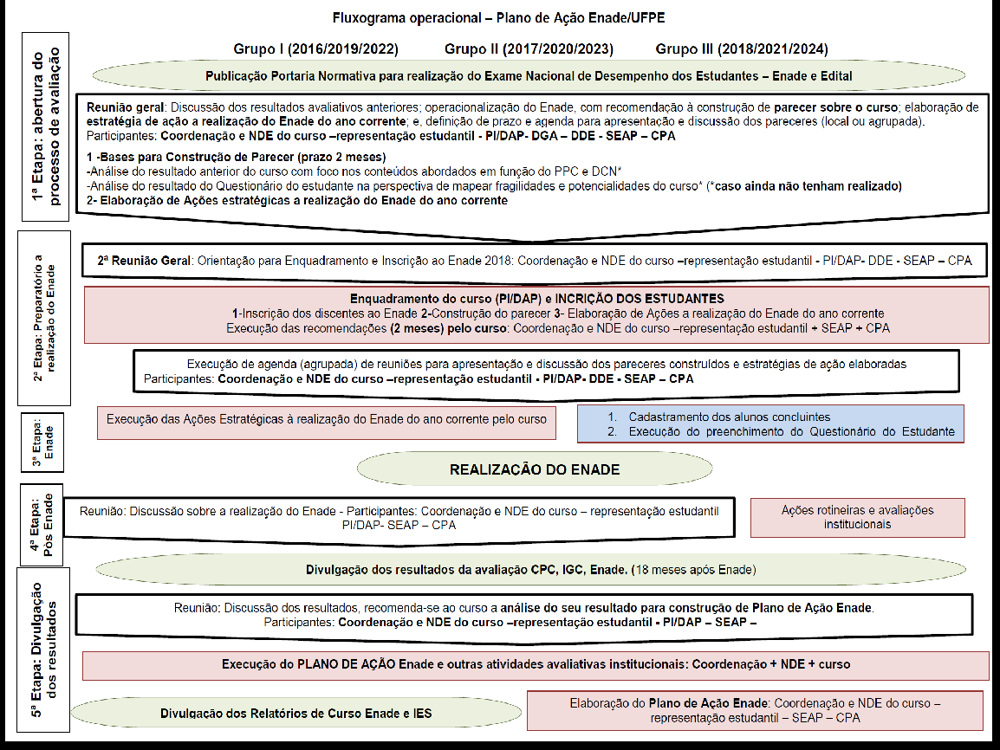 Fluxograma operacional – Plano de Ação Enade/UFPE
Grupo I (2016/2019/2022) Grupo II (2017/2020/2023) Grupo III (2018/2021/2024)
1ª Etapa: abertura do
processo de avaliação
Publicação Portaria Normativa para realização do Exame Nacional de Desempenho dos Estudantes – Enade e Edital
Reunião geral: Discussão dos resultados avaliativos anteriores; operacionalização do Enade, com recomendação à construção de parecer sobre o curso; elaboração de
estratégia de ação a realização do Enade do ano corrente; e, definição de prazo e agenda para apresentação e discussão dos pareceres (local ou agrupada).
Participantes: Coordenação e NDE do curso –representação estudantil - PI/DAP- DGA – DDE - SEAP – CPA
1 -Bases para Construção de Parecer (prazo 2 meses)
-Análise do resultado anterior do curso com foco nos conteúdos abordados em função do PPC e DCN*
-Análise do resultado do Questionário do estudante na perspectiva de mapear fragilidades e potencialidades do curso* (*caso ainda não tenham realizado)
2- Elaboração de Ações estratégicas a realização do Enade do ano corrente
2ª Etapa: Preparatório a
realização do Enade
2ª Reunião Geral: Orientação para Enquadramento e Inscrição ao Enade 2018: Coordenação e NDE do curso –representação estudantil - PI/DAP- DDE - SEAP – CPA
Enquadramento do curso (PI/DAP) e INCRIÇÃO DOS ESTUDANTES
1-Inscrição dos discentes ao Enade 2-Construção do parecer 3- Elaboração de Ações a realização do Enade do ano corrente
Execução das recomendações (2 meses) pelo curso: Coordenação e NDE do curso –representação estudantil + SEAP + CPA
Execução de agenda (agrupada) de reuniões para apresentação e discussão dos pareceres construídos e estratégias de ação elaboradas
Participantes: Coordenação e NDE do curso –representação estudantil - PI/DAP- DDE - SEAP – CPA
3ª Etapa:
Enade
Execução das Ações Estratégicas à realização do Enade do ano corrente pelo curso
1. Cadastramento dos alunos concluintes
2. Execução do preenchimento do Questionário do Estudante
REALIZAÇÃO DO ENADE
4ª Etapa:
Pós Enade
Reunião: Discussão sobre a realização do Enade - Participantes: Coordenação e NDE do curso – representação estudantil
PI/DAP- SEAP – CPA
Ações rotineiras e avaliações
institucionais
Divulgação dos resultados da avaliação CPC, IGC, Enade. (18 meses após Enade)
5ª Etapa: Divulgação
dos resultados
Reunião: Discussão dos resultados, recomenda-se ao curso a análise do seu resultado para construção de Plano de Ação Enade.
Participantes: Coordenação e NDE do curso –representação estudantil - PI/DAP – SEAP –
Execução do PLANO DE AÇÃO Enade e outras atividades avaliativas institucionais: Coordenação + NDE + curso
Divulgação dos Relatórios de Curso Enade e IES
Elaboração do Plano de Ação Enade: Coordenação e NDE do curso –
representação estudantil – SEAP – CPA